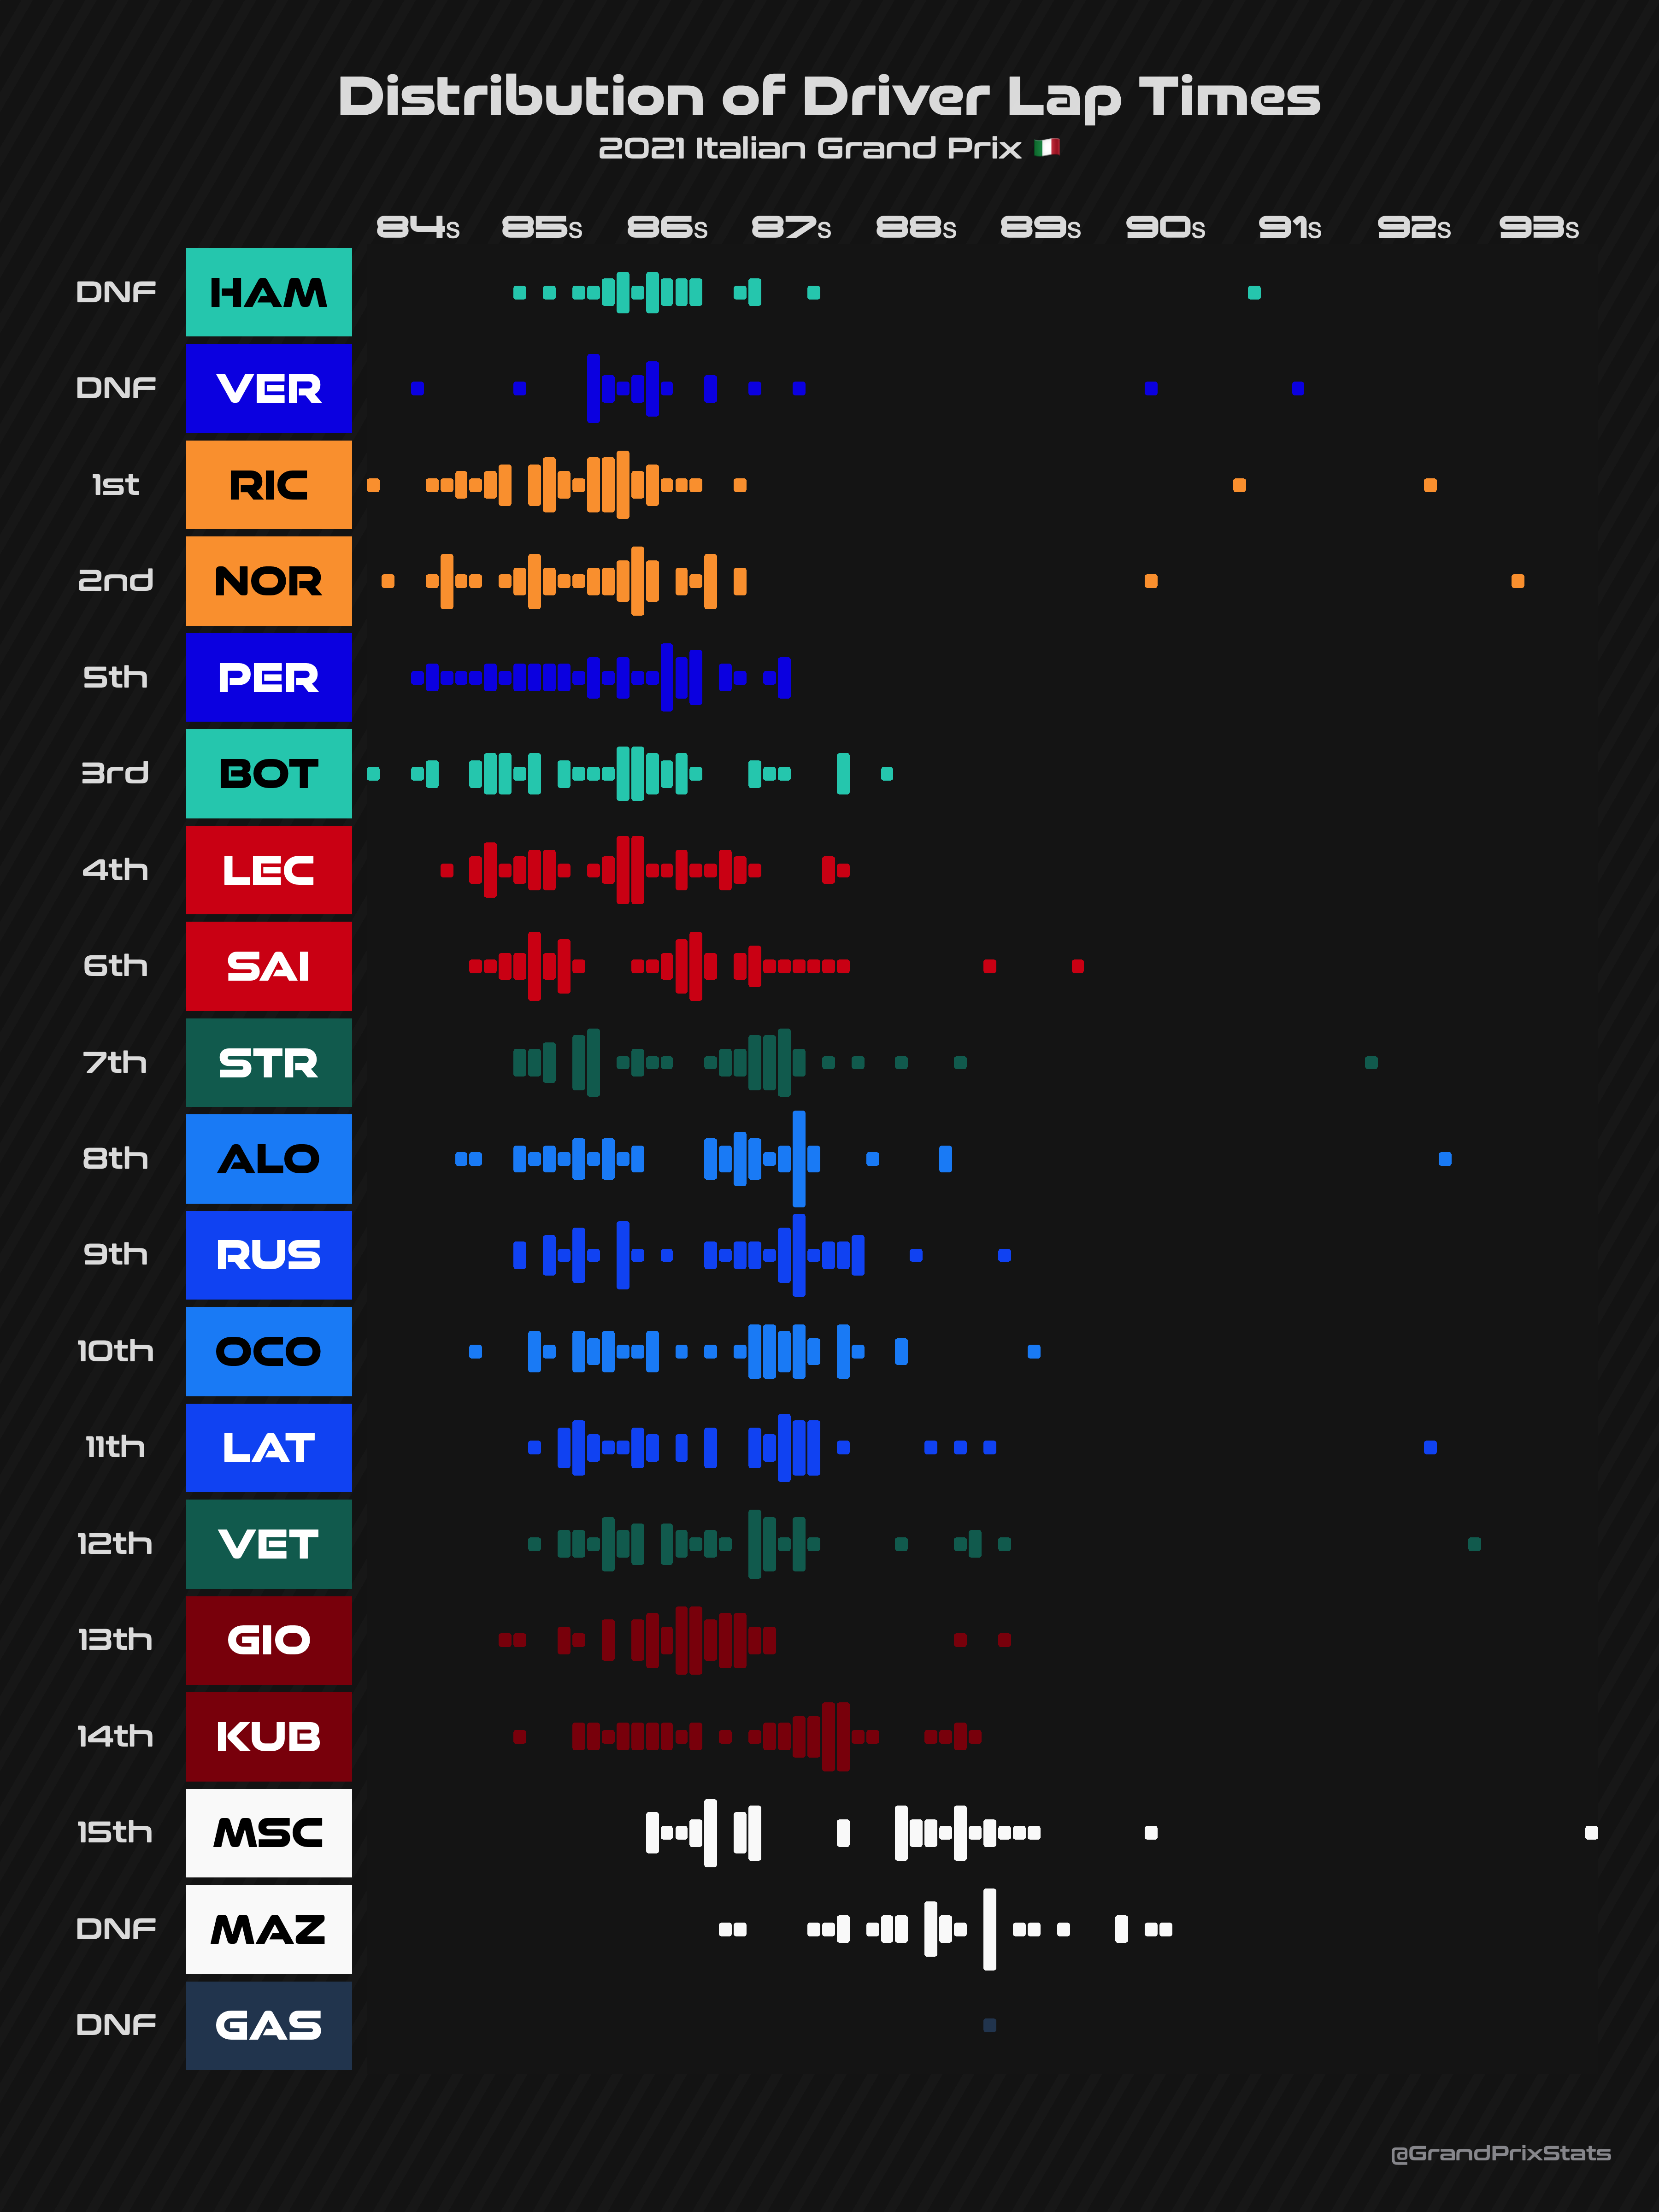 Distribution of Driver Lap Times
2021 Italian Grand Prix 🇮🇹
84s 85s 86s 87s 88s 89s 90s 91s 92s 93s
DNF HAM
DNF VER
1st RIC
2nd NOR
5th PER
3rd BOT
4th LEC
6th SAI
7th STR
8th ALO
9th RUS
10th OCO
11th LAT
12th VET
13th GIO
14th KUB
15th MSC
DNF MAZ
DNF GAS
@GrandPrixStats